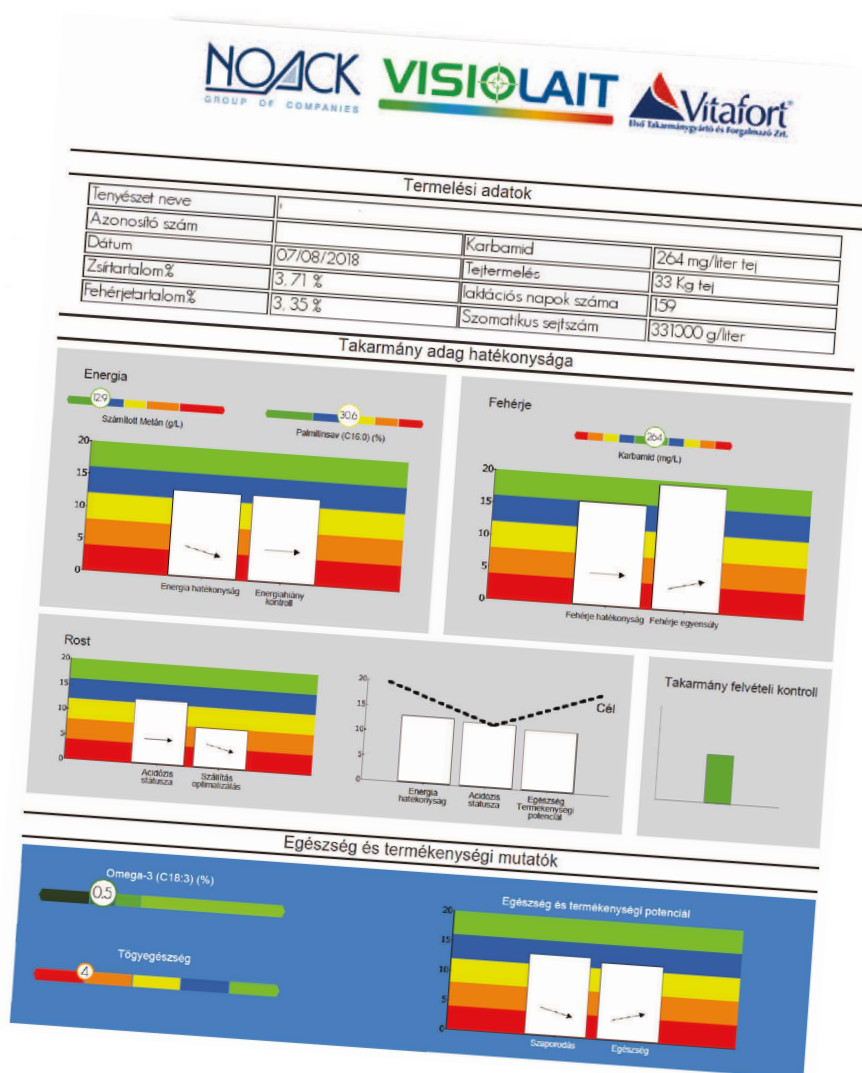 NOACK
GROUP OF COMPANIES
VISIOLAIT
Vitafort®
Első Takarmánygyártó és Forgalmazó Zrt.
Termelési adatok
Tenyészet neve
Azonosító szám
Dátum 07/08/2018
Zsírtartalom% 3, 71 %
Fehérjetartalom% 3, 35 %
Karbamid 264 mg/liter tej
Tejtermelés 33 Kg tej
laktációs napok száma 159
Szomatikus sejtszám 331000 g/liter
Takarmány adag hatékonysága
Energia
12.9
Számított Metán (g/L)
30.6
Palmitinsav (C16:0) (%)
20
15
10
5
0
Energia hatékonyság
Energiahiány
kontroll
Fehérje
264
Karbamid (mg/L)
20
15
10
5
0
Fehérje hatékonyság
Fehérje egyensúly
Rost
20
15
10
5
0
Acidózis
státusza
Szállítás
optimalizálás
20
15
10
5
0
Cél
Energia
hatékonyság
Acidózis
státusza
Egészség
Termékenységi
potenciál
Takarmány felvételi kontroll
Egészség és termékenységi mutatók
Omega-3 (C18:3) (%)
0.5
Tőgyegészség
4
Egészség és termékenységi potenciál
20
15
10
5
0
Szaporodás
Egészség